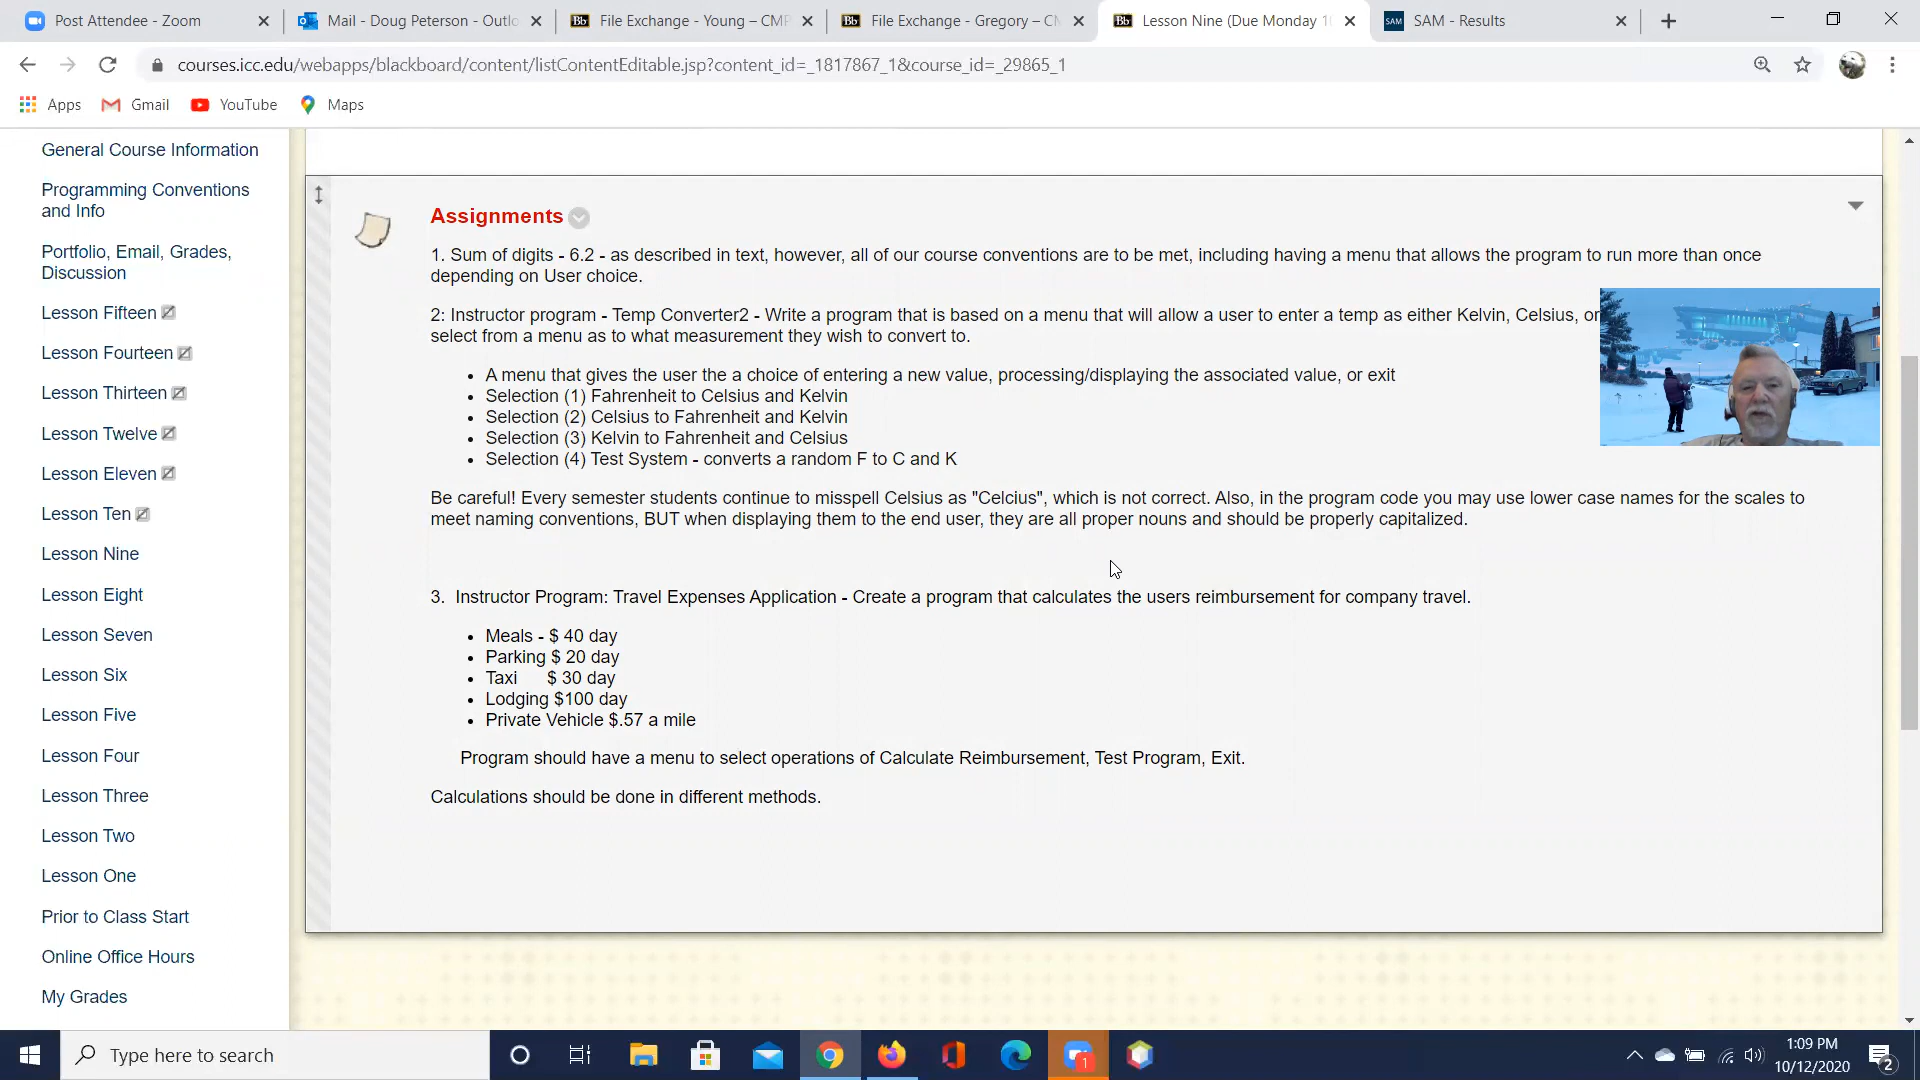 Post Attendee - Zoom
Mail - Doug Peterson - Outlo
File Exchange - Young – CMP
File Exchange - Gregory – CM
Lesson Nine (Due Monday 1
SAM - Results
courses.icc.edu/webapps/blackboard/content/listContentEditable.jsp?content_id=_1817867_1&course_id=_29865_1
Apps
Gmail
YouTube
Maps
General Course Information
Programming Conventions
and Info
Portfolio, Email, Grades,
Discussion
Lesson Fifteen
Lesson Fourteen
Lesson Thirteen
Lesson Twelve
Lesson Eleven
Lesson Ten
Lesson Nine
Lesson Eight
Lesson Seven
Lesson Six
Lesson Five
Lesson Four
Lesson Three
Lesson Two
Lesson One
Prior to Class Start
Online Office Hours
My Grades
Assignments
1. Sum of digits - 6.2 - as described in text, however, all of our course conventions are to be met, including having a menu that allows the program to run more than once
depending on User choice.
2: Instructor program - Temp Converter2 - Write a program that is based on a menu that will allow a user to enter a temp as either Kelvin, Celsius, or
select from a menu as to what measurement they wish to convert to.
• A menu that gives the user the a choice of entering a new value, processing/displaying the associated value, or exit
• Selection (1) Fahrenheit to Celsius and Kelvin
• Selection (2) Celsius to Fahrenheit and Kelvin
• Selection (3) Kelvin to Fahrenheit and Celsius
• Selection (4) Test System - converts a random F to C and K
Be careful! Every semester students continue to misspell Celsius as "Celcius", which is not correct. Also, in the program code you may use lower case names for the scales to
meet naming conventions, BUT when displaying them to the end user, they are all proper nouns and should be properly capitalized.
3. Instructor Program: Travel Expenses Application - Create a program that calculates the users reimbursement for company travel.
• Meals - $ 40 day
• Parking $ 20 day
• Taxi $ 30 day
• Lodging $100 day
• Private Vehicle $.57 a mile
Program should have a menu to select operations of Calculate Reimbursement, Test Program, Exit.
Calculations should be done in different methods.
Type here to search
1
1:09 PM
10/12/2020
2